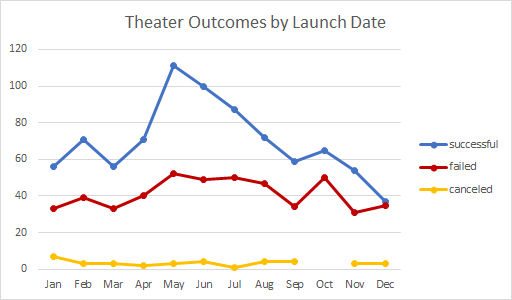 Theater Outcomes by Launch Date
120
100
80
60
40
20
0
Jan Feb Mar Apr May Jun Jul Aug Sep Oct Nov Dec
successful
failed
canceled